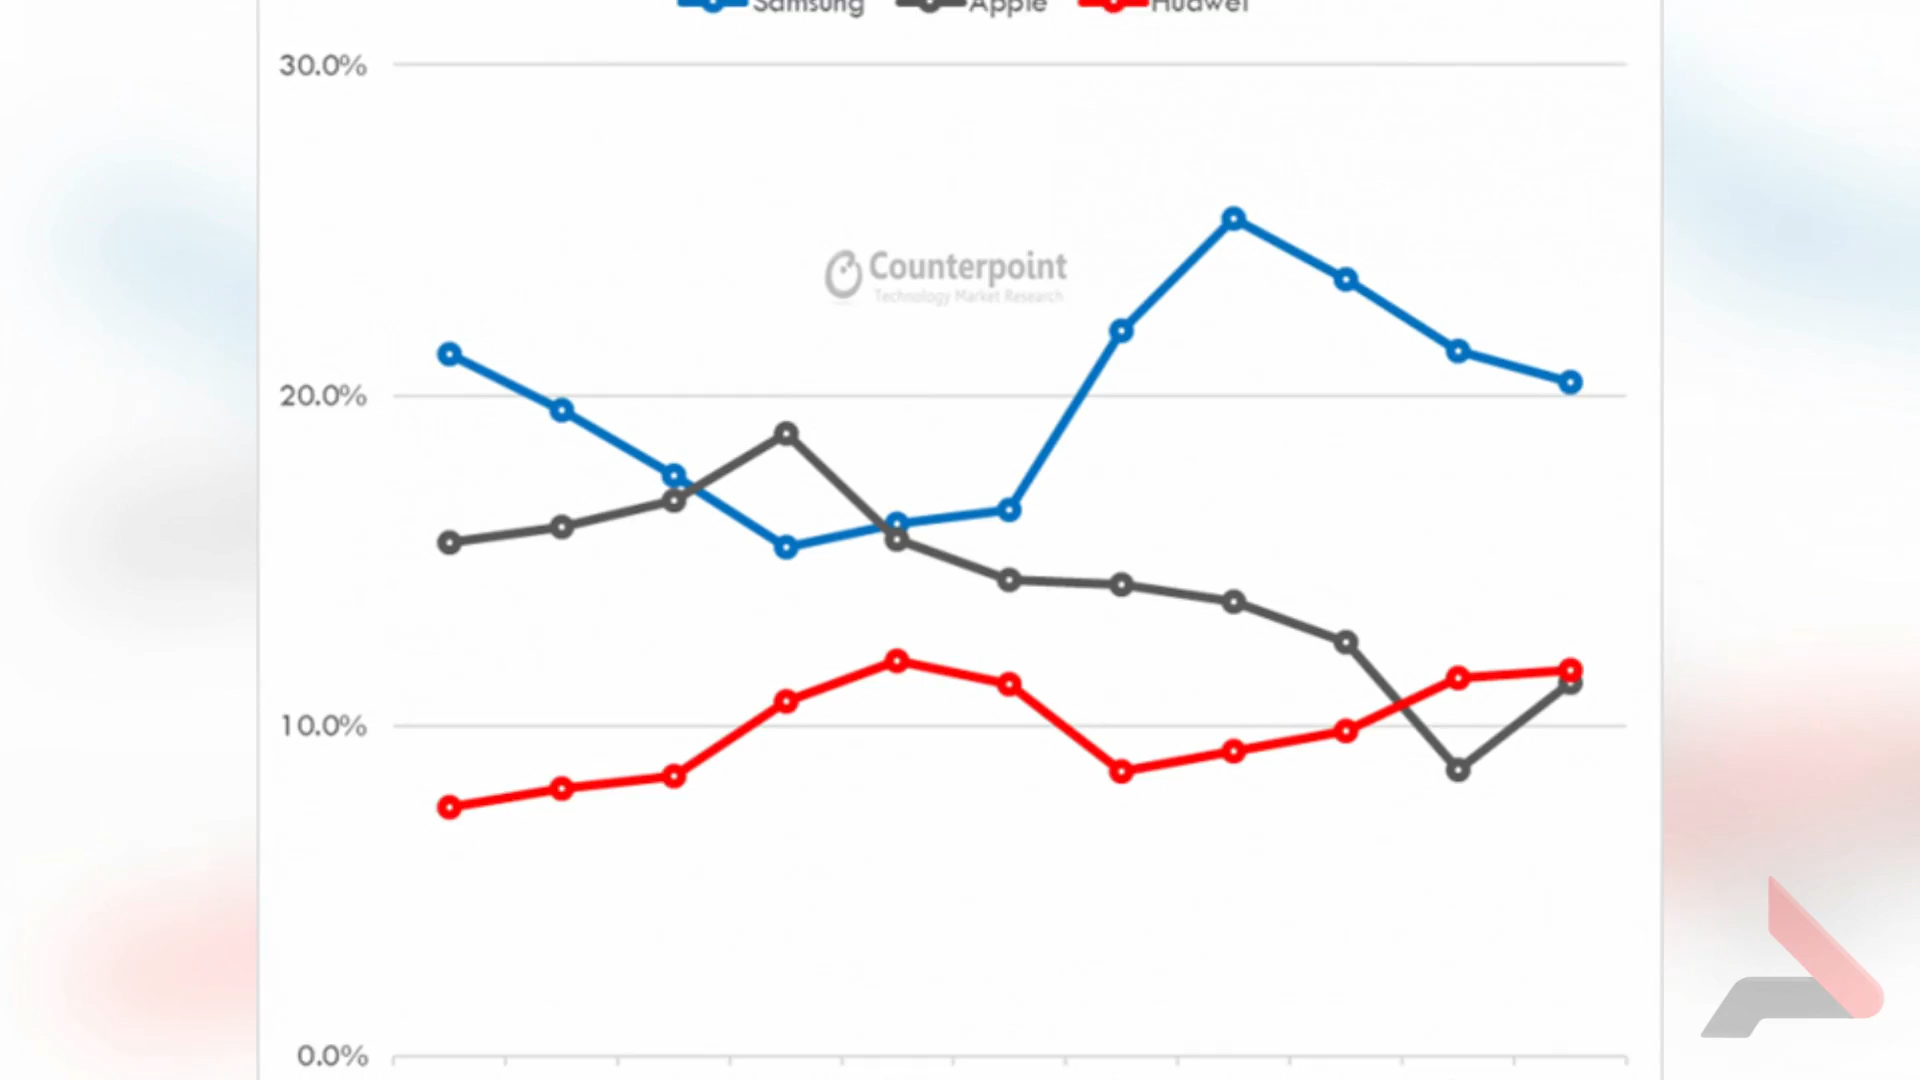 Samsung Apple Huawei
30.0%
Counterpoint
Technology Market Research
20.0%
10.0%
0.0%